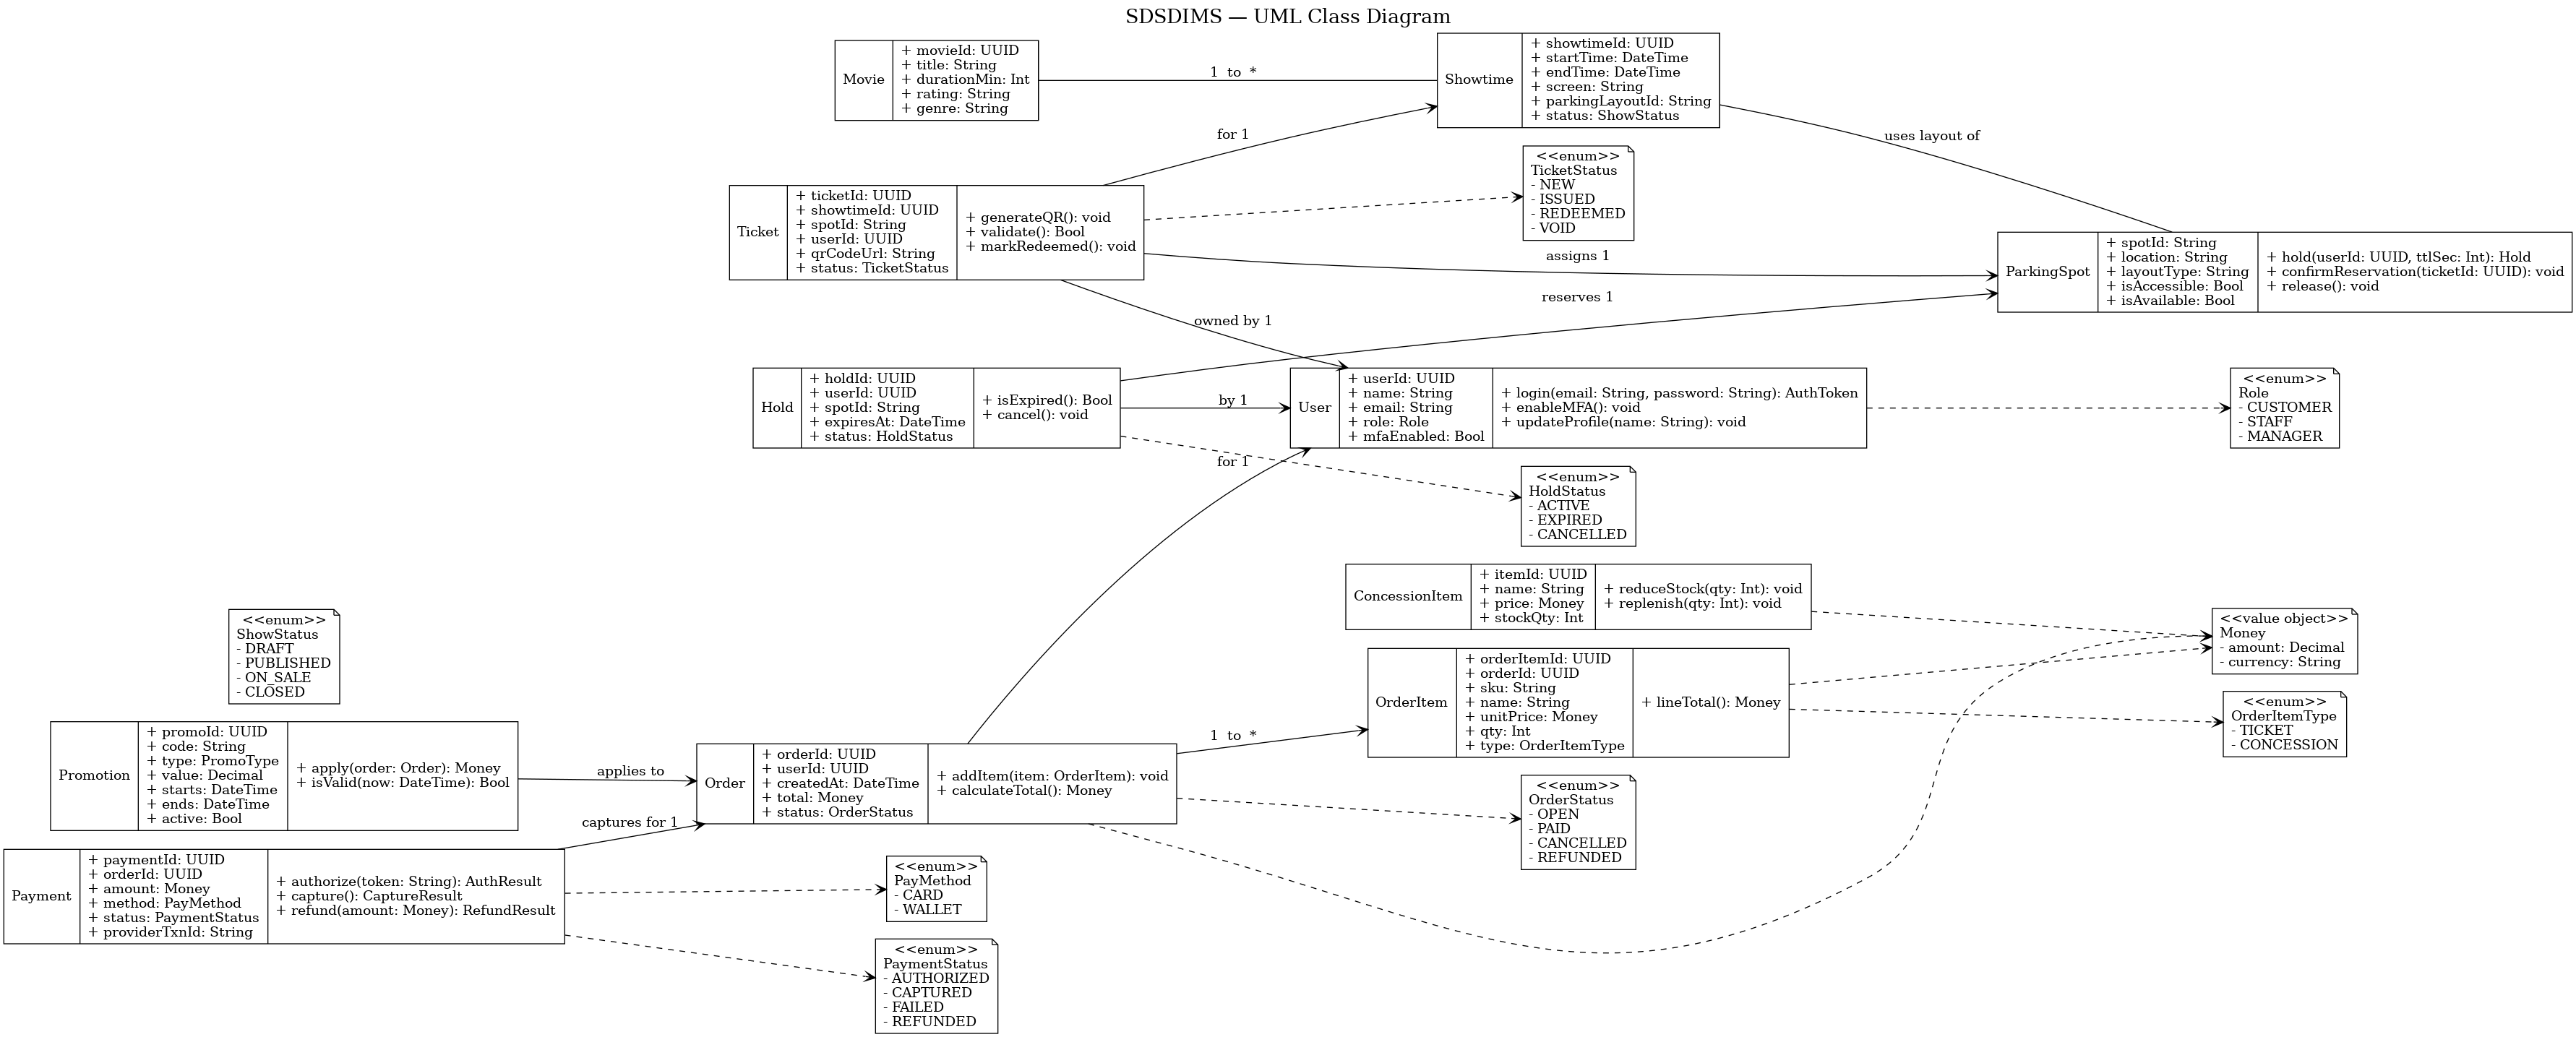 SDSDIMS — UML Class Diagram
Movie
+ movieId: UUID
+ title: String
+ durationMin: Int
+ rating: String
+ genre: String
1 to *
Showtime
+ showtimeId: UUID
+ startTime: DateTime
+ endTime: DateTime
+ screen: String
+ parkingLayoutId: String
+ status: ShowStatus
for 1
uses layout of
<<enum>>
TicketStatus
- NEW
- ISSUED
- REDEEMED
- VOID
Ticket
+ ticketId: UUID
+ showtimeId: UUID
+ spotId: String
+ userId: UUID
+ qrCodeUrl: String
+ status: TicketStatus
+ generateQR(): void
+ validate(): Bool
+ markRedeemed(): void
assigns 1
ParkingSpot
+ spotId: String
+ location: String
+ layoutType: String
+ isAccessible: Bool
+ isAvailable: Bool
+ hold(userId: UUID, ttlSec: Int): Hold
+ confirmReservation(ticketId: UUID): void
+ release(): void
reserves 1
owned by 1
Hold
+ holdId: UUID
+ userId: UUID
+ spotId: String
+ expiresAt: DateTime
+ status: HoldStatus
+ isExpired(): Bool
+ cancel(): void
by 1
User
+ userId: UUID
+ name: String
+ email: String
+ role: Role
+ mfaEnabled: Bool
+ login(email: String, password: String): AuthToken
+ enableMFA(): void
+ updateProfile(name: String): void
<<enum>>
Role
- CUSTOMER
- STAFF
- MANAGER
for 1
<<enum>>
HoldStatus
- ACTIVE
- EXPIRED
- CANCELLED
ConcessionItem
+ itemId: UUID
+ name: String
+ price: Money
+ stockQty: Int
+ reduceStock(qty: Int): void
+ replenish(qty: Int): void
<<enum>>
ShowStatus
- DRAFT
- PUBLISHED
- ON_SALE
- CLOSED
<<value object>>
Money
- amount: Decimal
- currency: String
OrderItem
+ orderItemId: UUID
+ orderId: UUID
+ sku: String
+ name: String
+ unitPrice: Money
+ qty: Int
+ type: OrderItemType
+ lineTotal(): Money
<<enum>>
OrderItemType
- TICKET
- CONCESSION
Promotion
+ promoId: UUID
+ code: String
+ type: PromoType
+ value: Decimal
+ starts: DateTime
+ ends: DateTime
+ active: Bool
+ apply(order: Order): Money
+ isValid(now: DateTime): Bool
applies to
Order
+ orderId: UUID
+ userId: UUID
+ createdAt: DateTime
+ total: Money
+ status: OrderStatus
+ addItem(item: OrderItem): void
+ calculateTotal(): Money
1 to *
<<enum>>
OrderStatus
- OPEN
- PAID
- CANCELLED
- REFUNDED
captures for 1
Payment
+ paymentId: UUID
+ orderId: UUID
+ amount: Money
+ method: PayMethod
+ status: PaymentStatus
+ providerTxnId: String
+ authorize(token: String): AuthResult
+ capture(): CaptureResult
+ refund(amount: Money): RefundResult
<<enum>>
PayMethod
- CARD
- WALLET
<<enum>>
PaymentStatus
- AUTHORIZED
- CAPTURED
- FAILED
- REFUNDED